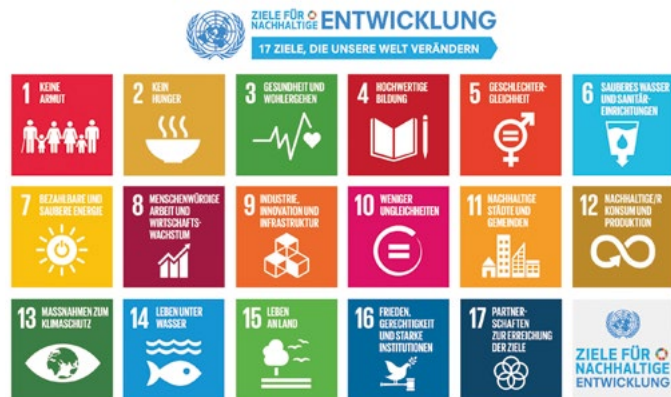 ZIELE FÜR
NACHHALTIGE
ENTWICKLUNG
17 ZIELE, DIE UNSERE WELT VERÄNDERN
1 KEINE
ARMUT
2 KEIN
HUNGER
3 GESUNDHEIT UND
WOHLERGEHEN
4 HOCHWERTIGE
BILDUNG
5 GESCHLECHTER-
GLEICHHEIT
6 SAUBERES WASSER
UND SANITÄR-
EINRICHTUNGEN
7 BEZAHLBARE UND
SAUBERE ENERGIE
8 MENSCHENWÜRDIGE
ARBEIT UND
WIRTSCHAFTS-
WACHSTUM
9 INDUSTRIE,
INNOVATION UND
INFRASTRUKTUR
10 WENIGER
UNGLEICHHEITEN
11 NACHHALTIGE
STÄDTE UND
GEMEINDEN
12 NACHHALTIGE/R
KONSUM UND
PRODUKTION
13 MASSNAHMEN ZUM
KLIMASCHUTZ
14 LEBEN UNTER
WASSER
15 LEBEN
AN LAND
16 FRIEDEN,
GERECHTIGKEIT
UND STARKE
INSTITUTIONEN
17 PARTNER-
SCHAFTEN
ZUR ERREICHUNG
DER ZIELE
ZIELE FÜR
NACHHALTIGE
ENTWICKLUNG